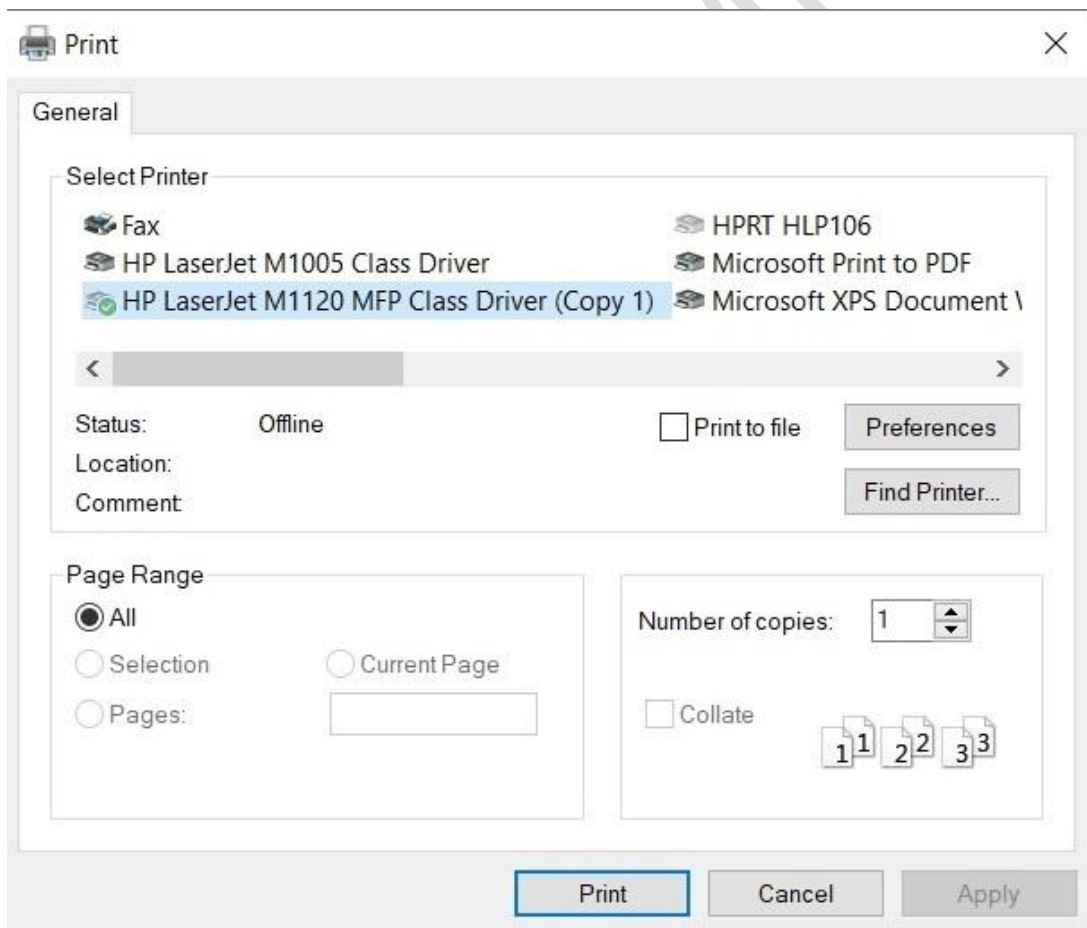 Print
General
Select Printer
Fax
HP LaserJet M1005 Class Driver
HP LaserJet M1120 MFP Class Driver (Copy 1)
HPRT HLP106
Microsoft Print to PDF
Microsoft XPS Document
Status: Offline
Print to file
Preferences
Location:
Find Printer...
Comment:
Page Range
All
Selection
Current Page
Pages:
Number of copies: 1
Collate
1 1 2 2 3 3
Print
Cancel
Apply